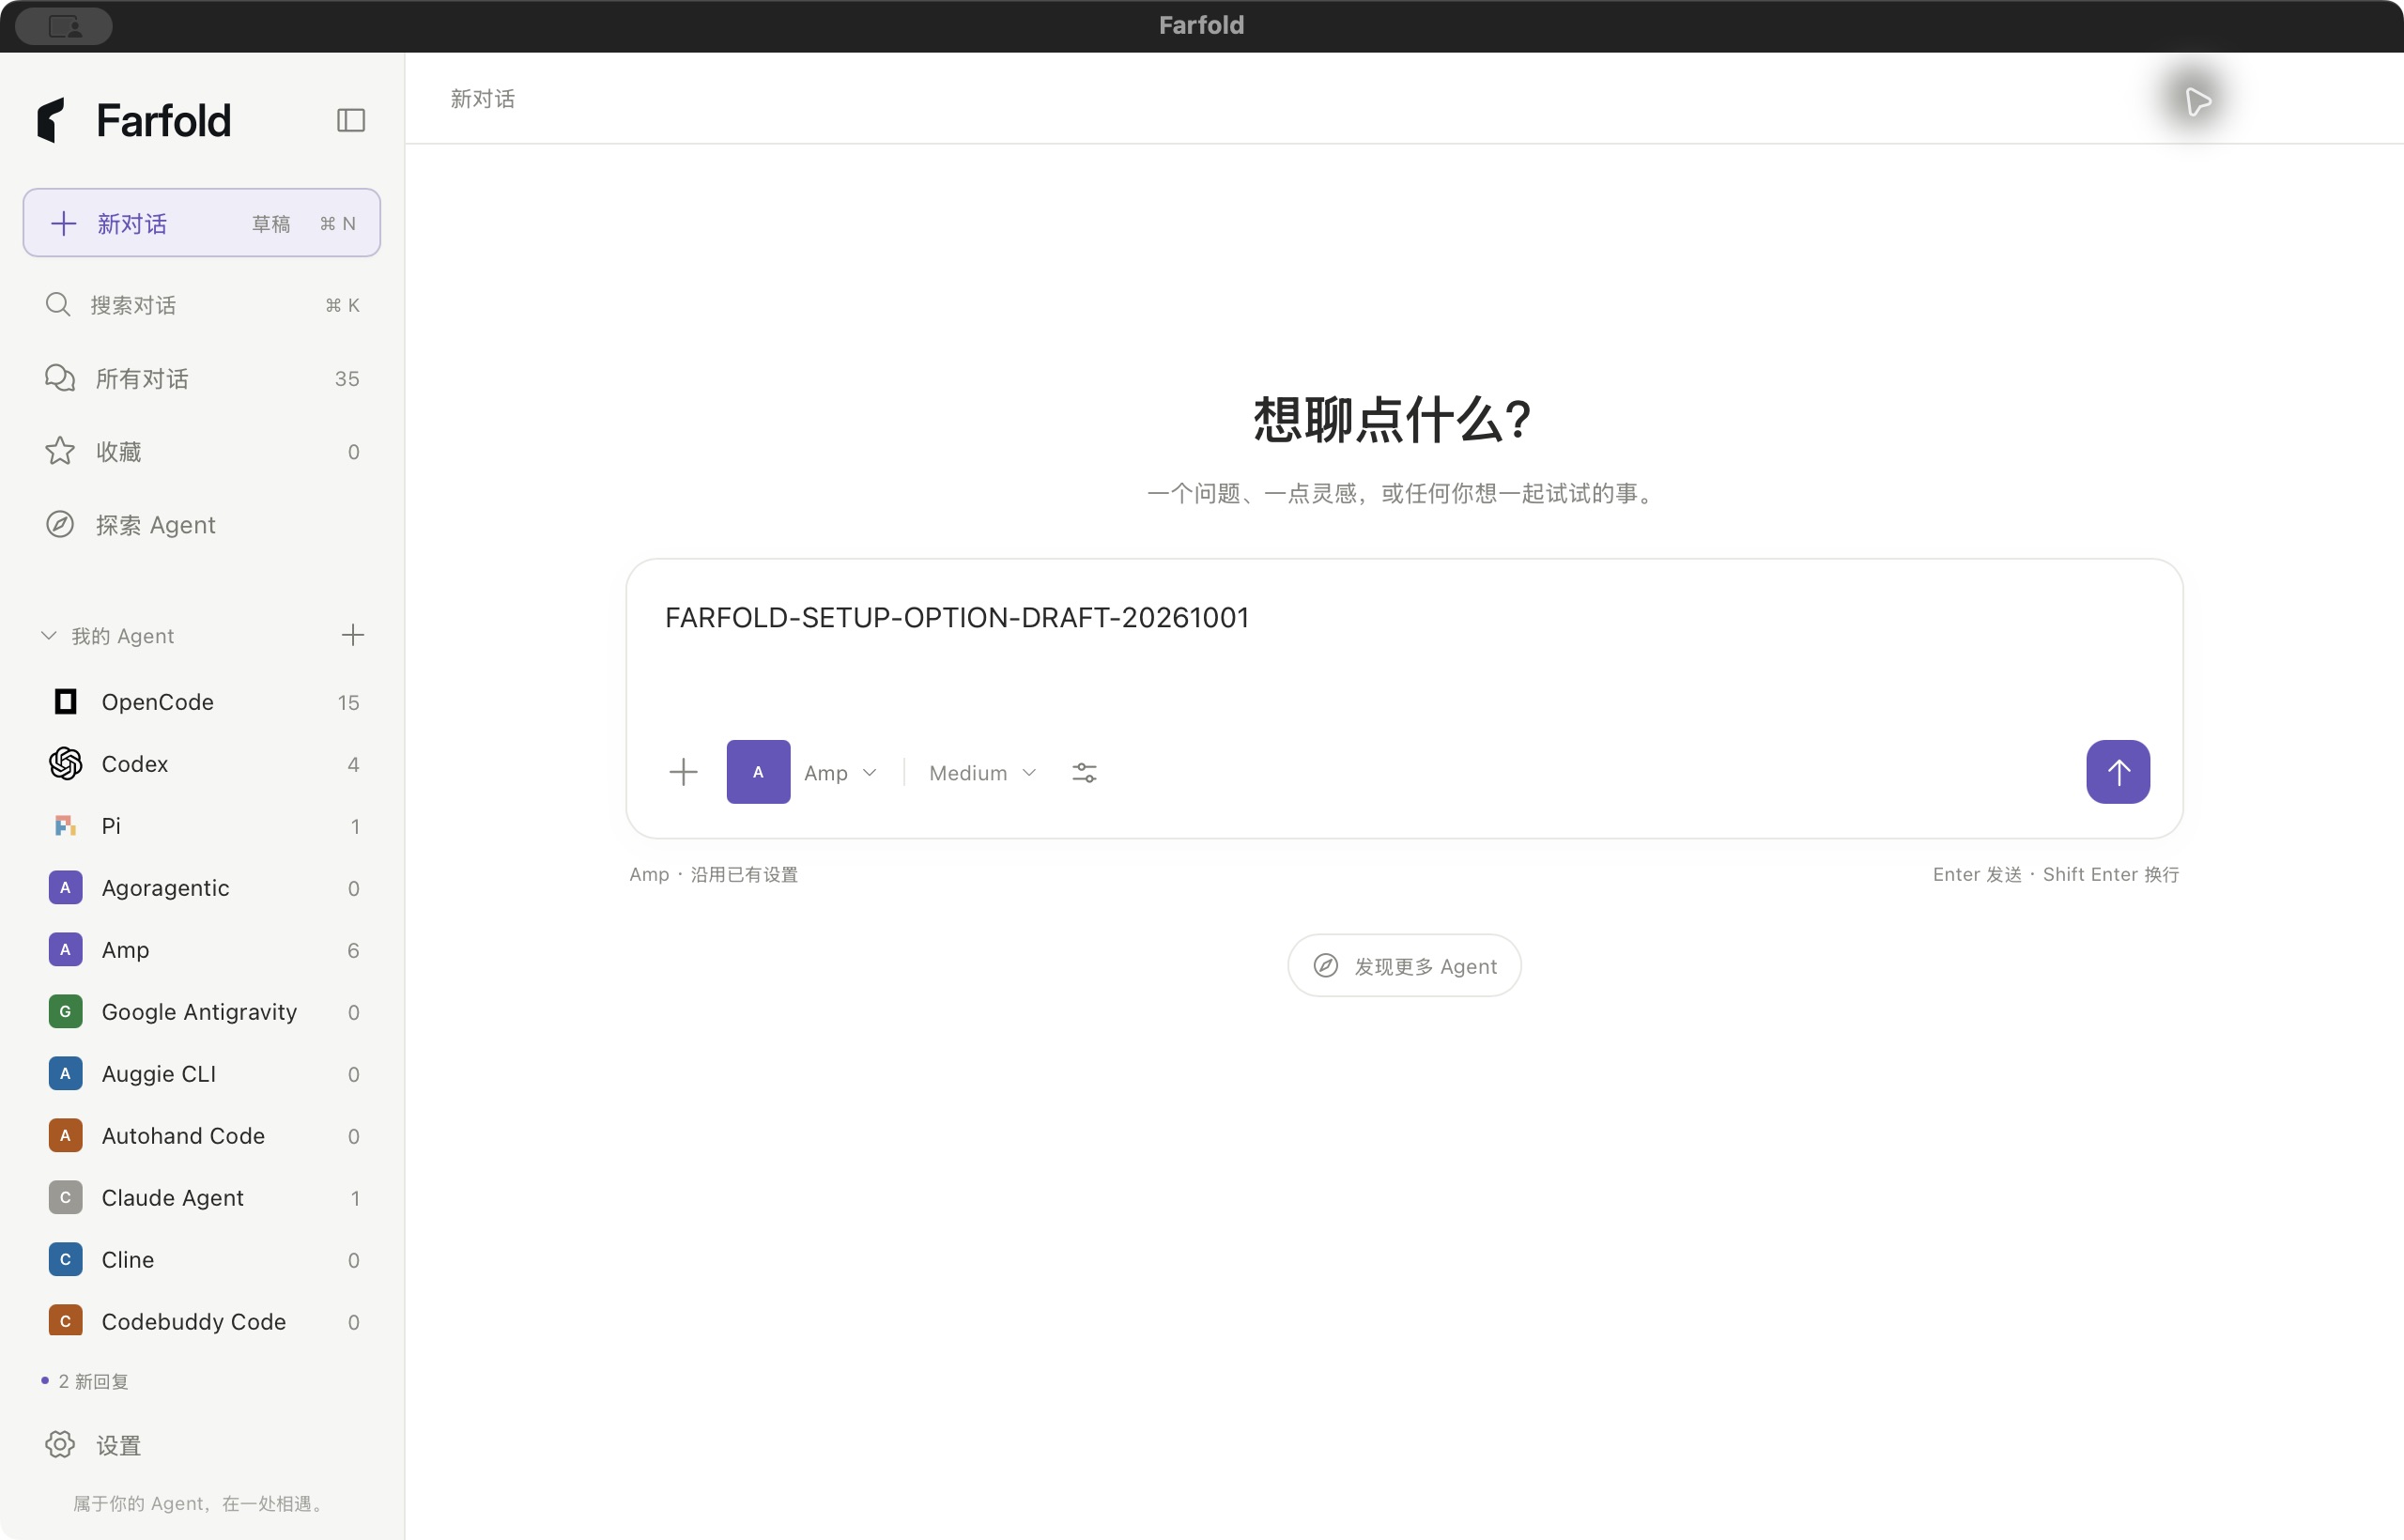 Farfold
Farfold
新对话 草稿 ⌘ N
搜索对话 ⌘ K
所有对话 35
收藏 0
探索 Agent
我的 Agent
OpenCode 15
Codex 4
Pi 1
A Agoragentic 0
A Amp 6
G Google Antigravity 0
A Auggie CLI 0
A Autohand Code 0
C Claude Agent 1
C Cline 0
C Codebuddy Code 0
2 新回复
设置
属于你的 Agent，在一处相遇。
新对话
想聊点什么？
一个问题、一点灵感，或任何你想一起试试的事。
FARFOLD-SETUP-OPTION-DRAFT-20261001
A Amp Medium
Amp · 沿用已有设置
Enter 发送 · Shift Enter 换行
发现更多 Agent